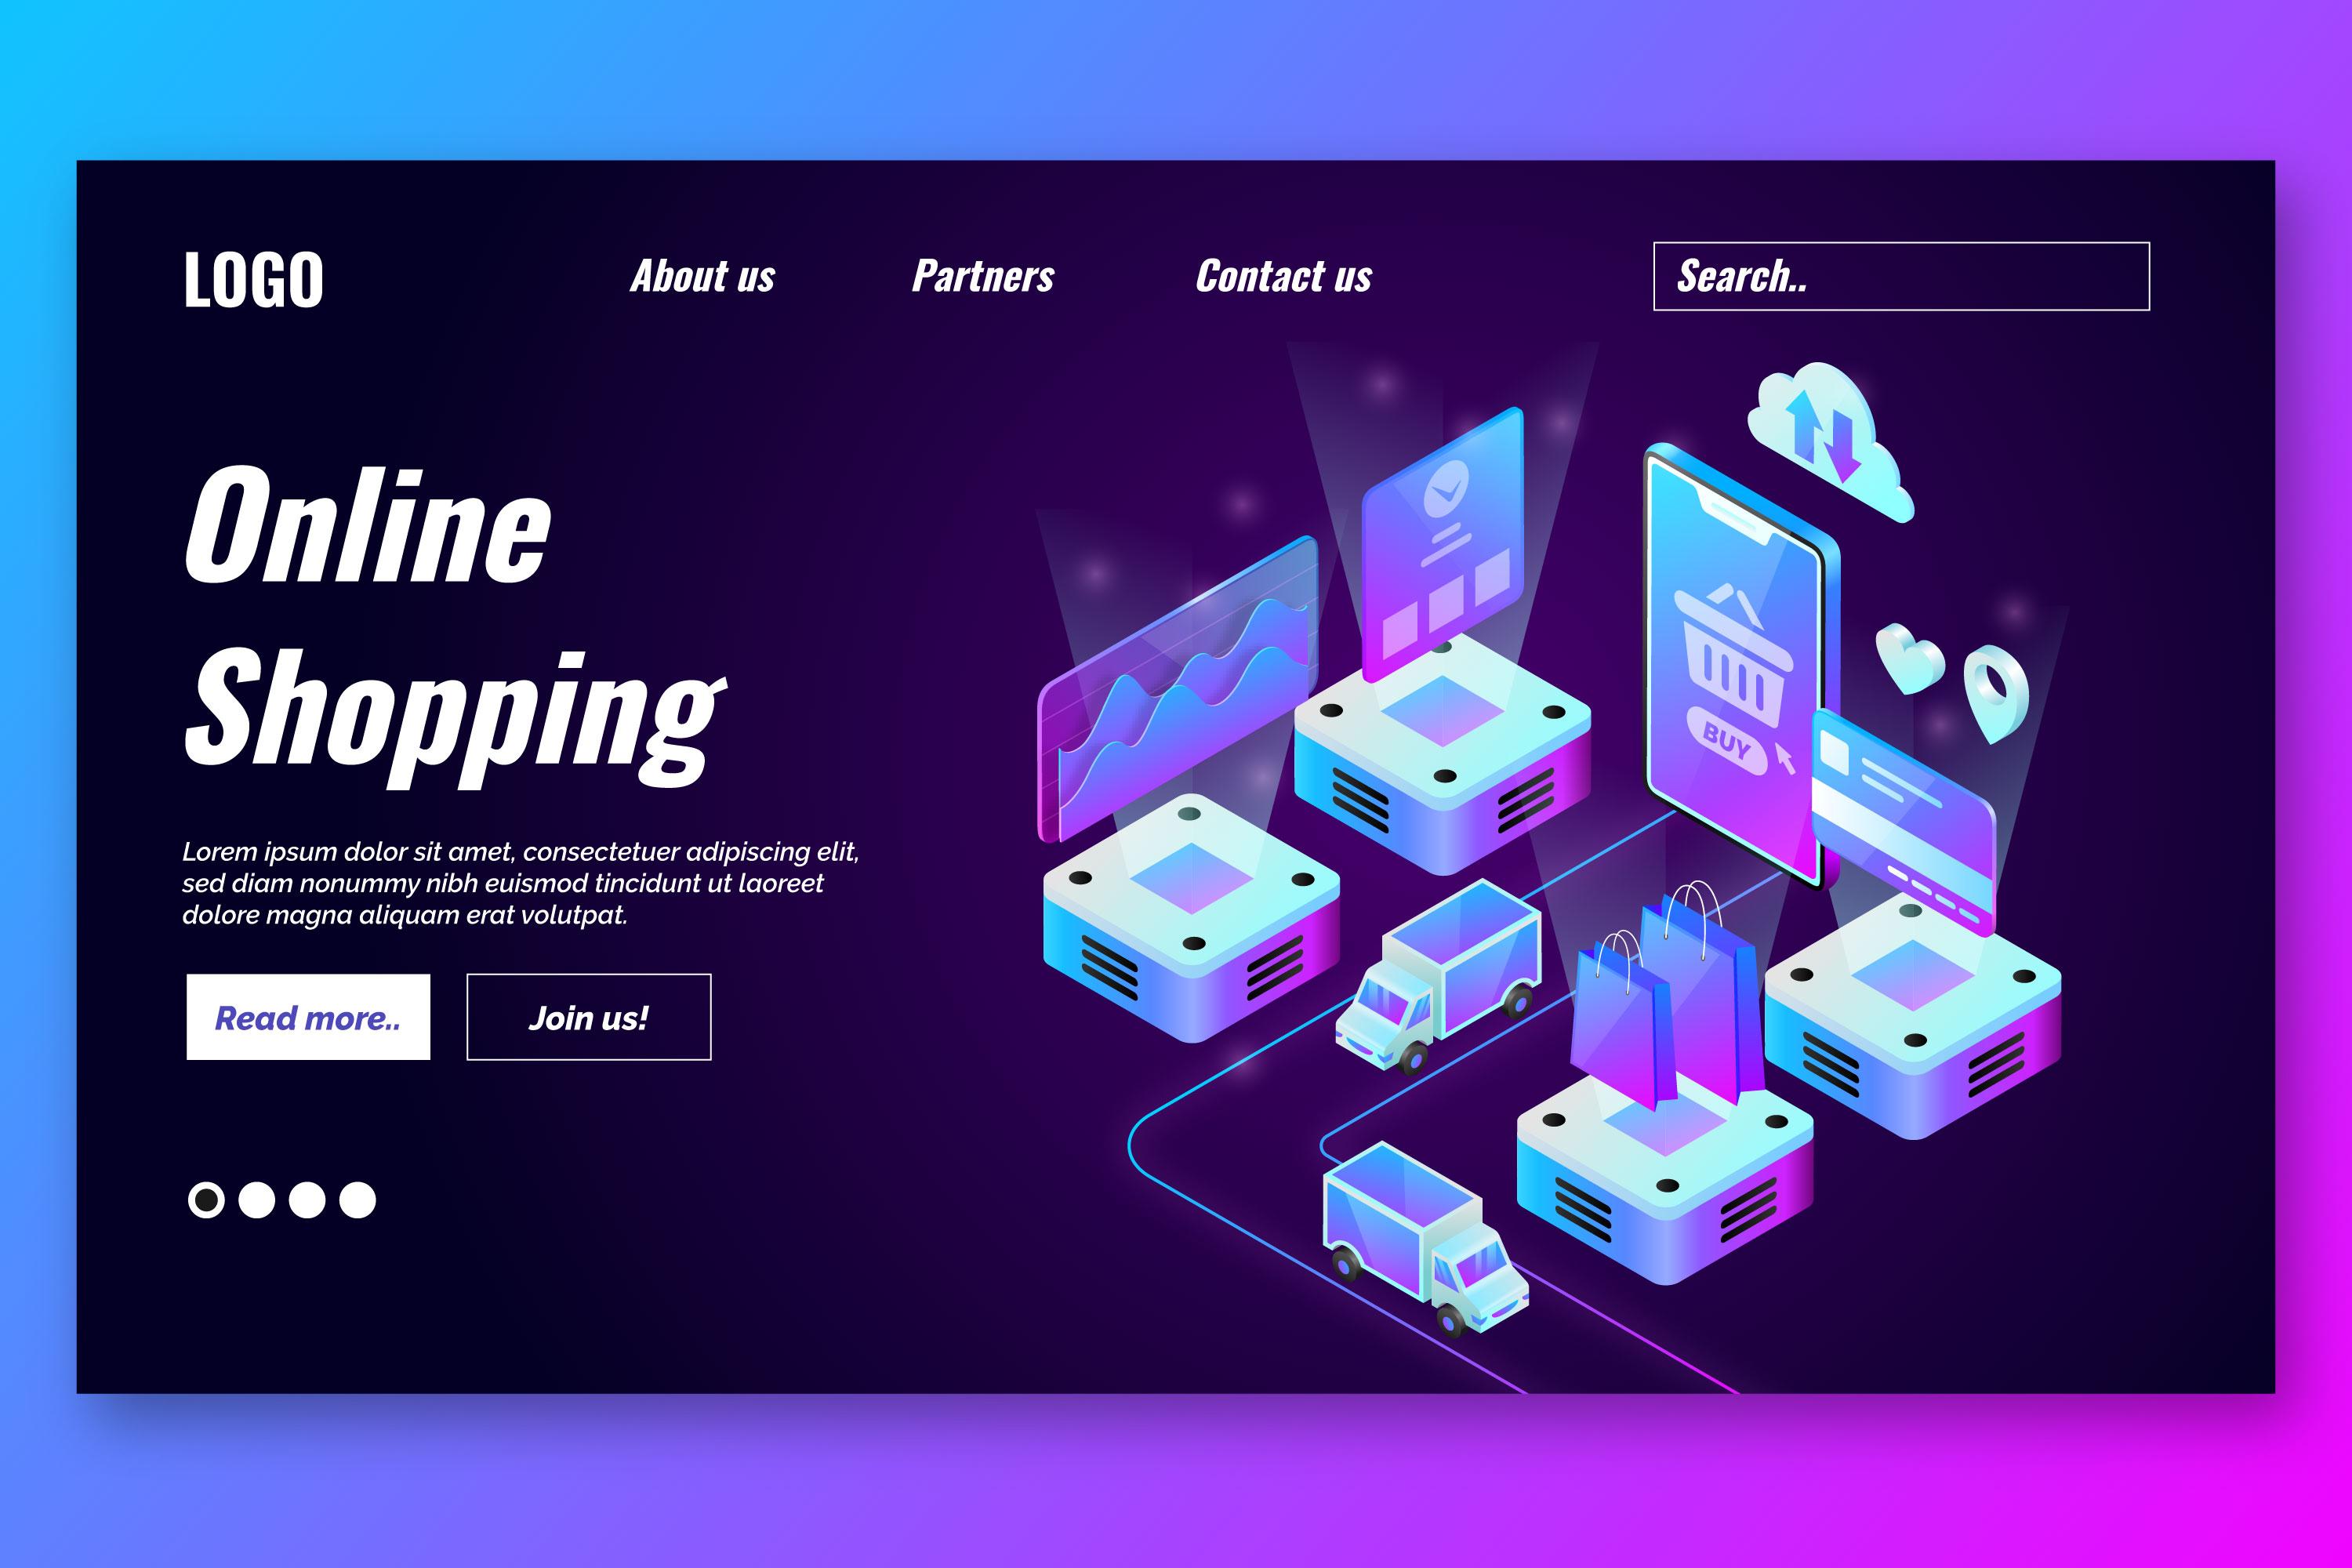 LOGO
About us
Partners
Contact us
Search..
Online
Shopping
Lorem ipsum dolor sit amet, consectetuer adipiscing elit,
sed diam nonummy nibh euismod tincidunt ut laoreet
dolore magna aliquam erat volutpat.
Read more..
Join us!
BUY